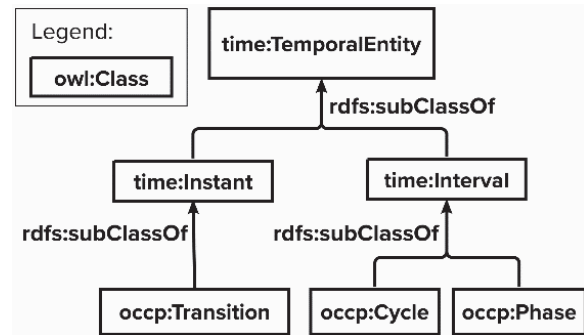 Legend:
owl:Class
time:TemporalEntity
rdfs:subClassOf
time:Instant
time:Interval
rdfs:subClassOf
rdfs:subClassOf
occp:Transition
occp:Cycle
occp:Phase